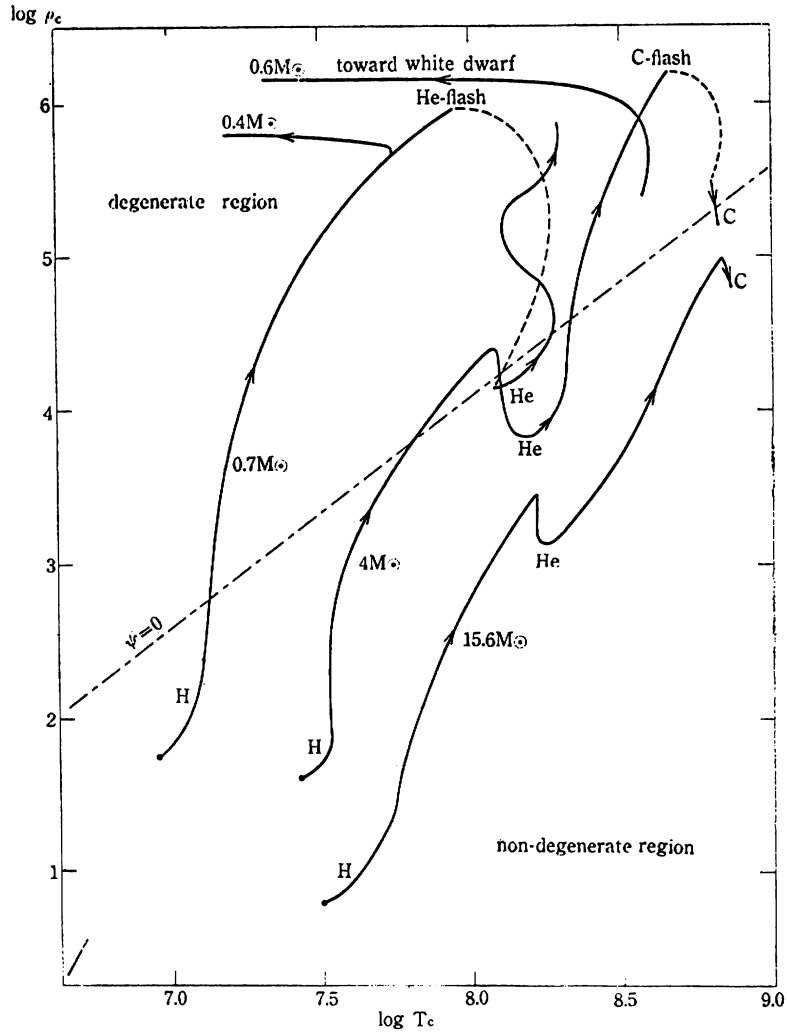 log ρc
C-flash
0.6M☉ toward white dwarf
He-flash
6
0.4M☉
degenerate region
C
5
C
4
He
He
0.7M☉
4M☉
3
He
ψ=0
15.6M☉
H
2
H
non-degenerate region
1
H
7.0 7.5 8.0 8.5 9.0
log Tc